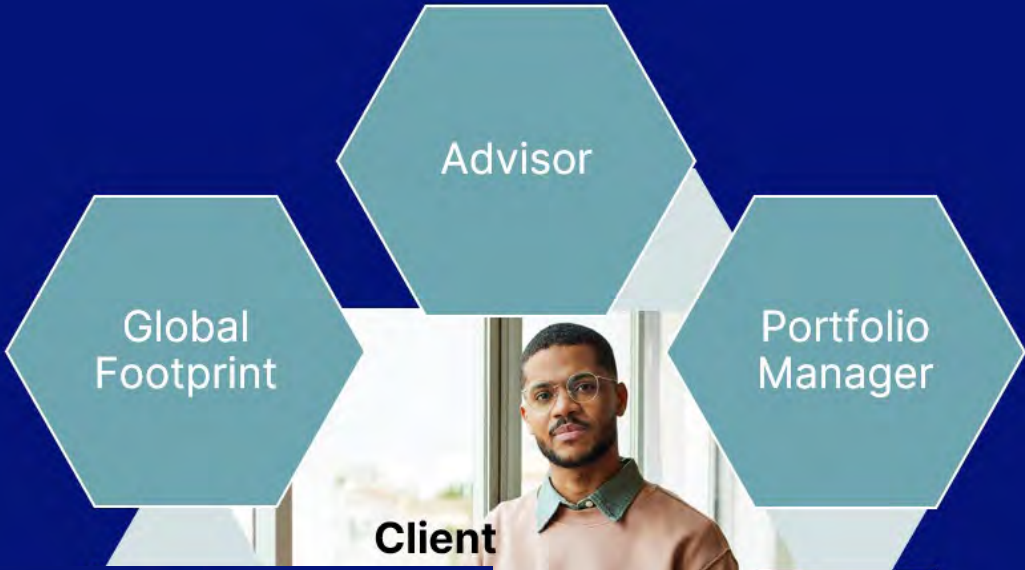 Advisor
Global
Footprint
Portfolio
Manager
Client